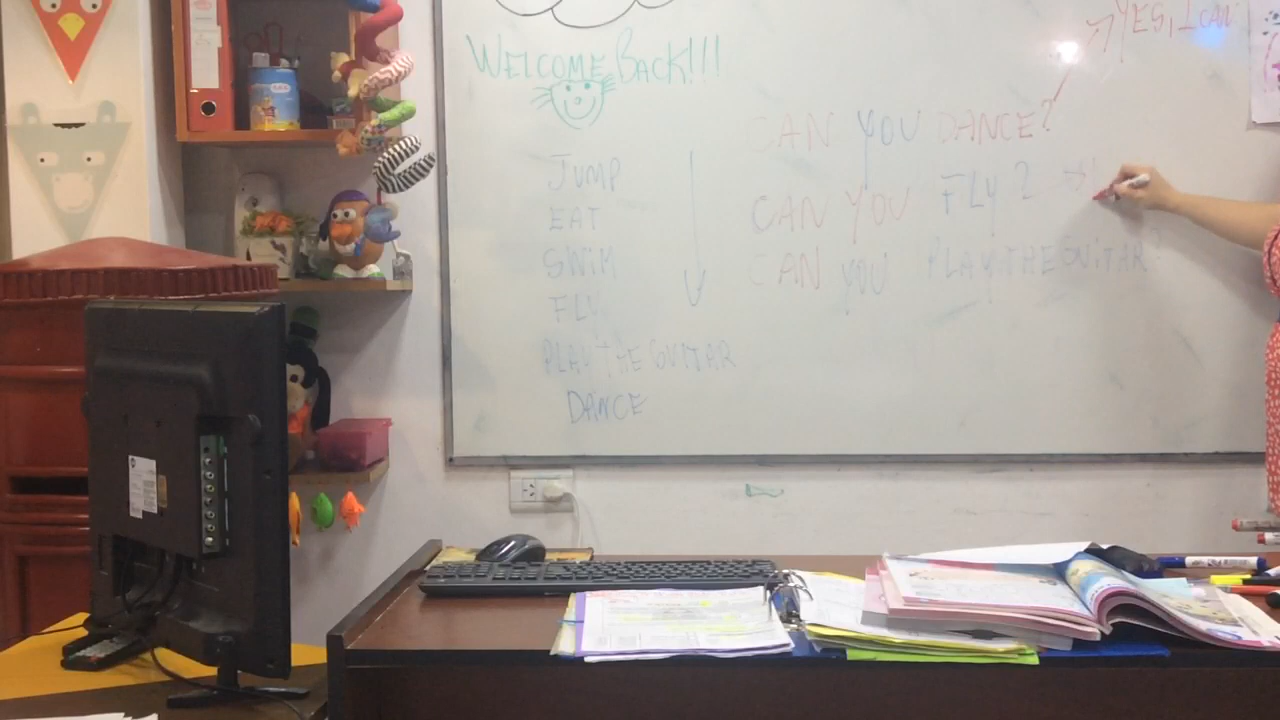 WELCOME BACK!!!
JUMP
EAT
SWIM
FLY
PLAY THE GUITAR
DANCE
YES, I CAN
CAN YOU DANCE?
CAN YOU FLY?
CAN YOU PLAY THE GUITAR